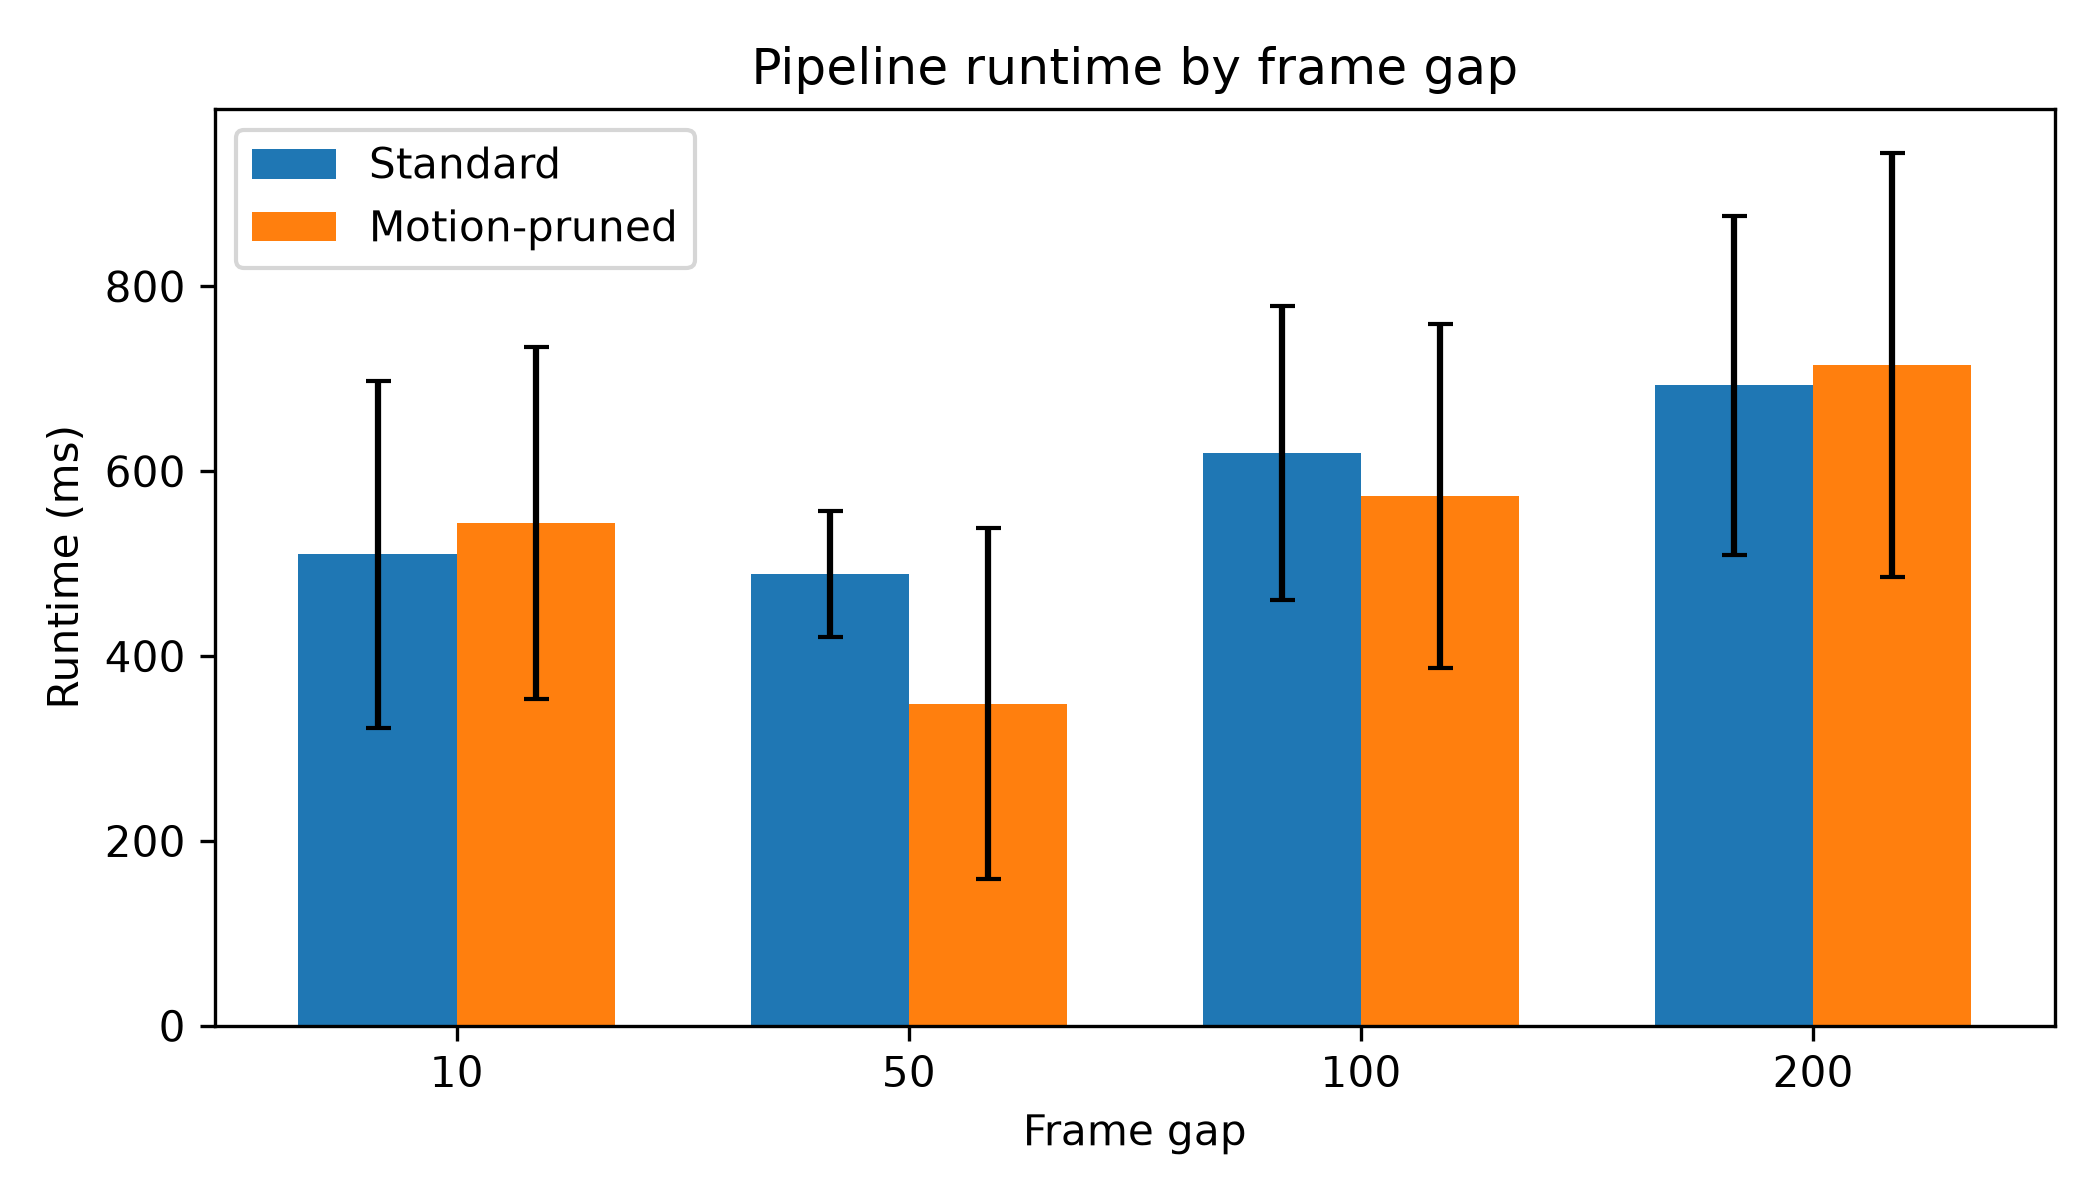 Pipeline runtime by frame gap
Standard
Motion-pruned
800
600
400
200
0
Runtime (ms)
10 50 100 200
Frame gap